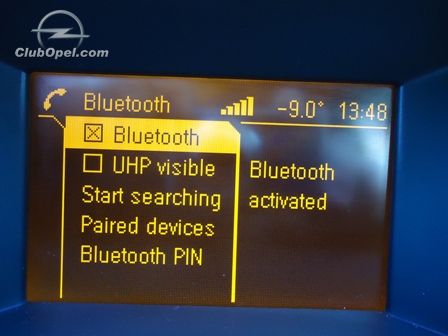 ClubOpel.com
Bluetooth -9.0° 13:48
Bluetooth
UHP visible
Start searching
Paired devices
Bluetooth PIN
Bluetooth
activated